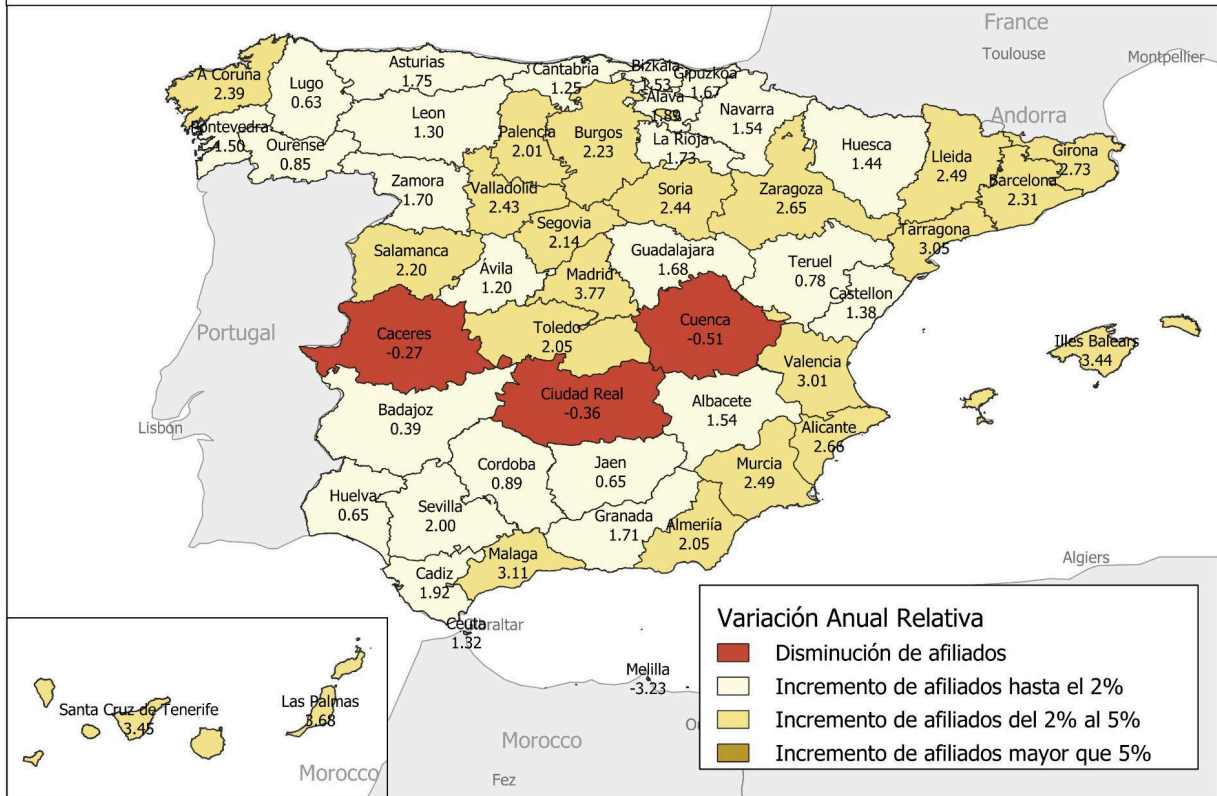 France
Toulouse
Montpellier
Andorra
A Coruña
2.39
Lugo
0.63
Asturias
1.75
Cantabria
1.25
Bizkaia
1.53
Gipuzkoa
1.67
Alava
Navarra
1.54
Pontevedra
1.50
Ourense
0.85
Leon
1.30
Palencia
2.01
Burgos
2.23
La Rioja
1.73
Huesca
1.44
Lleida
2.49
Girona
2.73
Barcelona
2.31
Zamora
1.70
Valladolid
2.43
Soria
2.44
Zaragoza
2.65
Tarragona
3.05
Segovia
2.14
Salamanca
2.20
Ávila
1.20
Madrid
3.77
Guadalajara
1.68
Teruel
0.78
Castellon
1.38
Portugal
Caceres
-0.27
Toledo
2.05
Cuenca
-0.51
Valencia
3.01
Illes Balears
3.44
Ciudad Real
-0.36
Badajoz
0.39
Albacete
1.54
Alicante
2.66
Lisbon
Cordoba
0.89
Jaen
0.65
Murcia
2.49
Huelva
0.65
Sevilla
2.00
Granada
1.71
Almeriía
2.05
Malaga
3.11
Cadiz
1.92
Ceuta
1.32
Gibraltar
Algiers
Melilla
-3.23
Morocco
Fez
Santa Cruz de Tenerife
3.45
Las Palmas
3.68
Morocco
Variación Anual Relativa
Disminución de afiliados
Incremento de afiliados hasta el 2%
Incremento de afiliados del 2% al 5%
Incremento de afiliados mayor que 5%